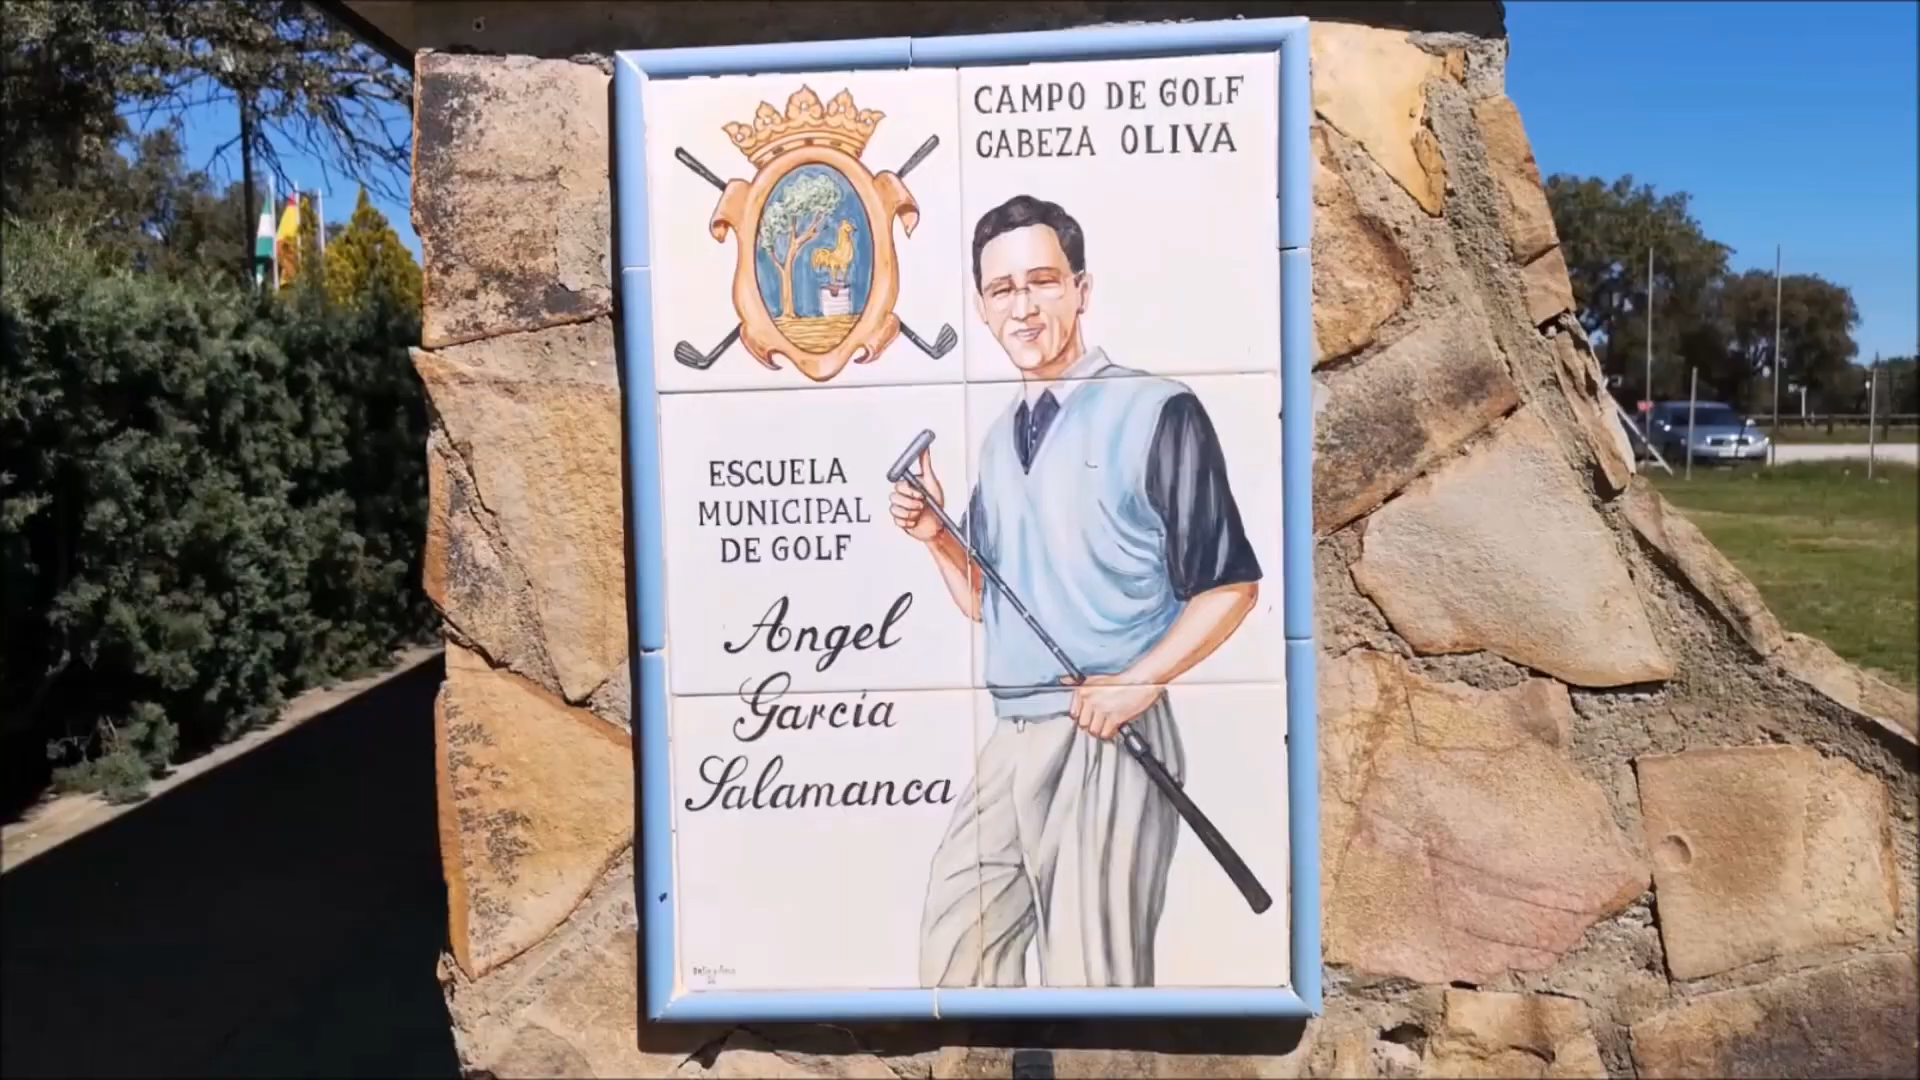 CAMPO DE GOLF
CABEZA OLIVA
ESCUELA
MUNICIPAL
DE GOLF
Angel
Garcia
Salamanca